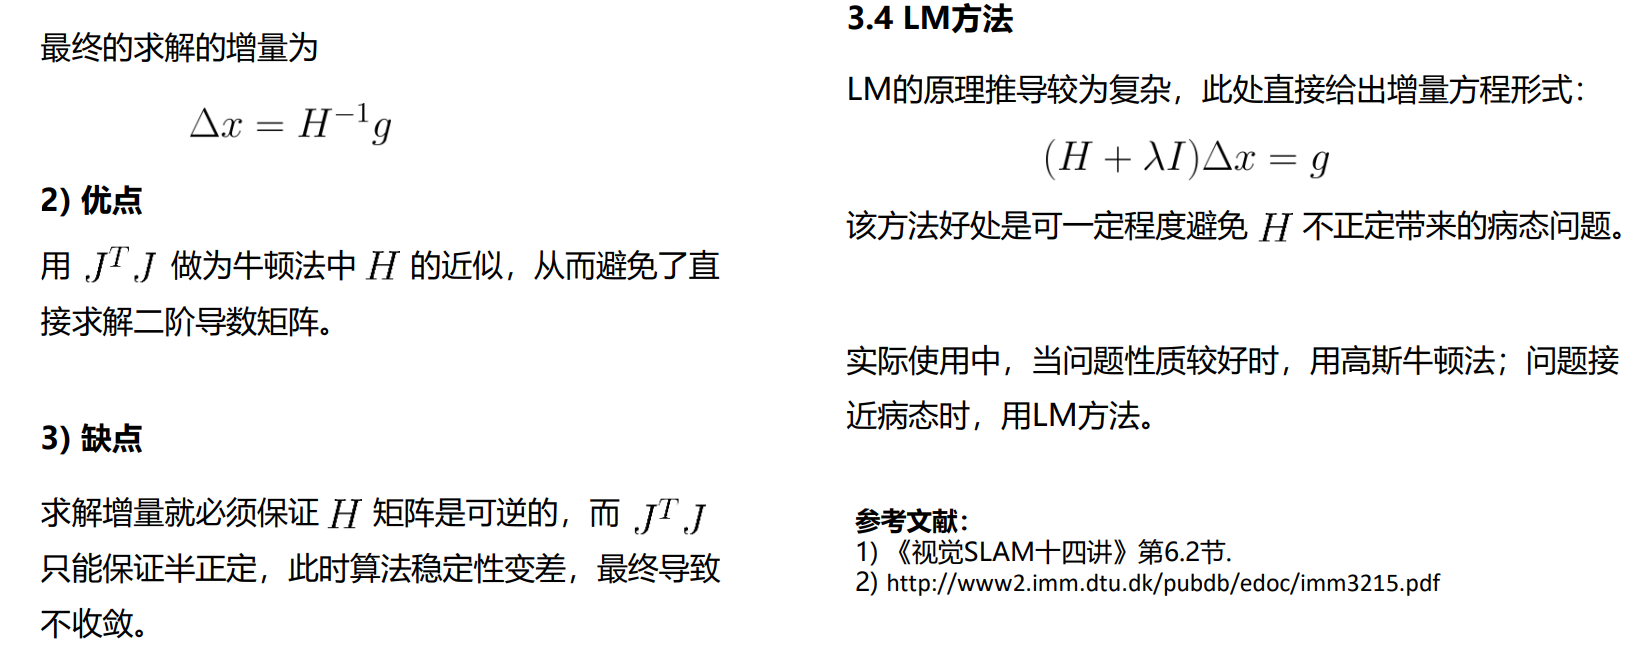 最终的求解的增量为
Δx = H⁻¹g
2) 优点
用 JᵀJ 做为牛顿法中 H 的近似，从而避免了直
接求解二阶导数矩阵。
3) 缺点
求解增量就必须保证 H 矩阵是可逆的，而 JᵀJ
只能保证半正定，此时算法稳定性变差，最终导致
不收敛。
3.4 LM方法
LM的原理推导较为复杂，此处直接给出增量方程形式：
(H + λI)Δx = g
该方法好处是可一定程度避免 H 不正定带来的病态问题。
实际使用中，当问题性质较好时，用高斯牛顿法；问题接
近病态时，用LM方法。
参考文献：
1) 《视觉SLAM十四讲》第6.2节.
2) http://www2.imm.dtu.dk/pubdb/edoc/imm3215.pdf